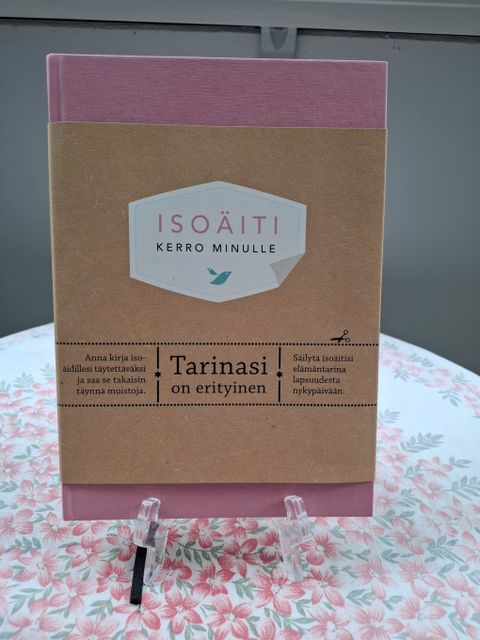 ISOÄITI
KERRO MINULLE
Anna kirja iso-
äidillesi täytettäväksi
ja saa se takaisin
täynnä muistoja.
Tarinasi
on erityinen
Säilytä isoäitisi
elämäntarina
lapsuudesta
nykypäivään.